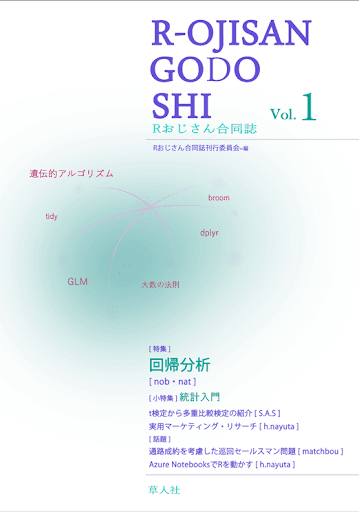 R-OJISAN
GODO
SHI Vol. 1
Rおじさん合同誌
Rおじさん合同誌刊行委員会=編
遺伝的アルゴリズム
broom
tidy
dplyr
GLM
大数の法則
[ 特集 ]
回帰分析
[ nob・nat ]
[ 小特集 ] 統計入門
t検定から多重比較検定の紹介 [ S.A.S ]
実用マーケティング・リサーチ [ h.nayuta ]
[ 話題 ]
通路成約を考慮した巡回セールスマン問題 [ matchbou ]
Azure NotebooksでRを動かす [ h.nayuta ]
草人社